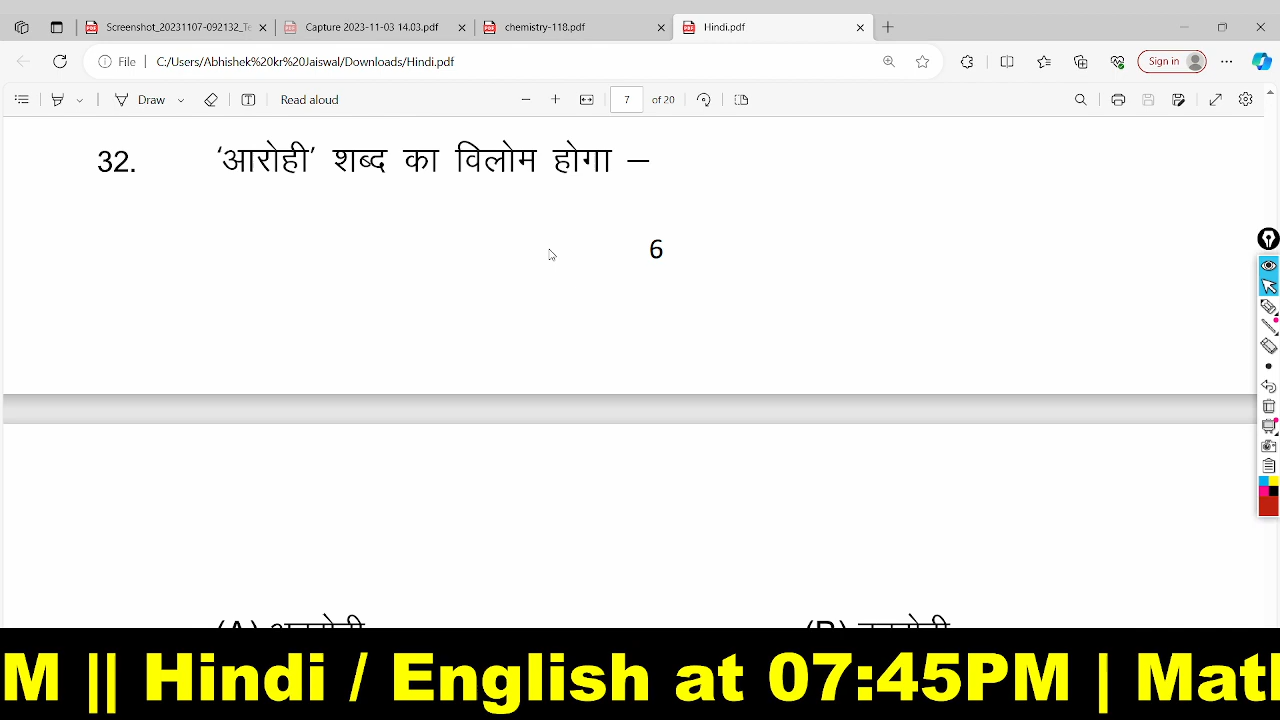 Screenshot_20231107-092132_Te
Capture 2023-11-03 14.03.pdf
chemistry-118.pdf
Hindi.pdf
File
C:/Users/Abhishek%20kr%20Jaiswal/Downloads/Hindi.pdf
Sign in
Draw
Read aloud
7 of 20
32. ‘आरोही’ शब्द का विलोम होगा –
6
(A)
(B)
M || Hindi / English at 07:45PM | Mat